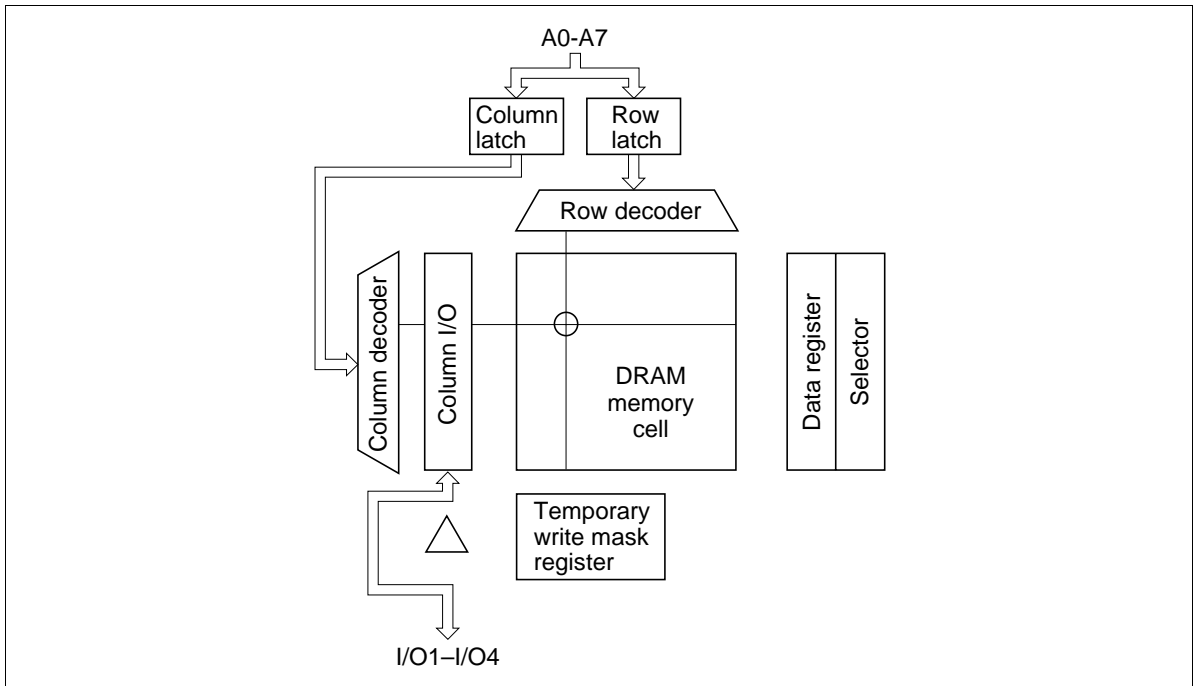 A0-A7
Column
latch
Row
latch
Row decoder
Column decoder
Column I/O
DRAM
memory
cell
Data register
Selector
Temporary
write mask
register
I/O1–I/O4